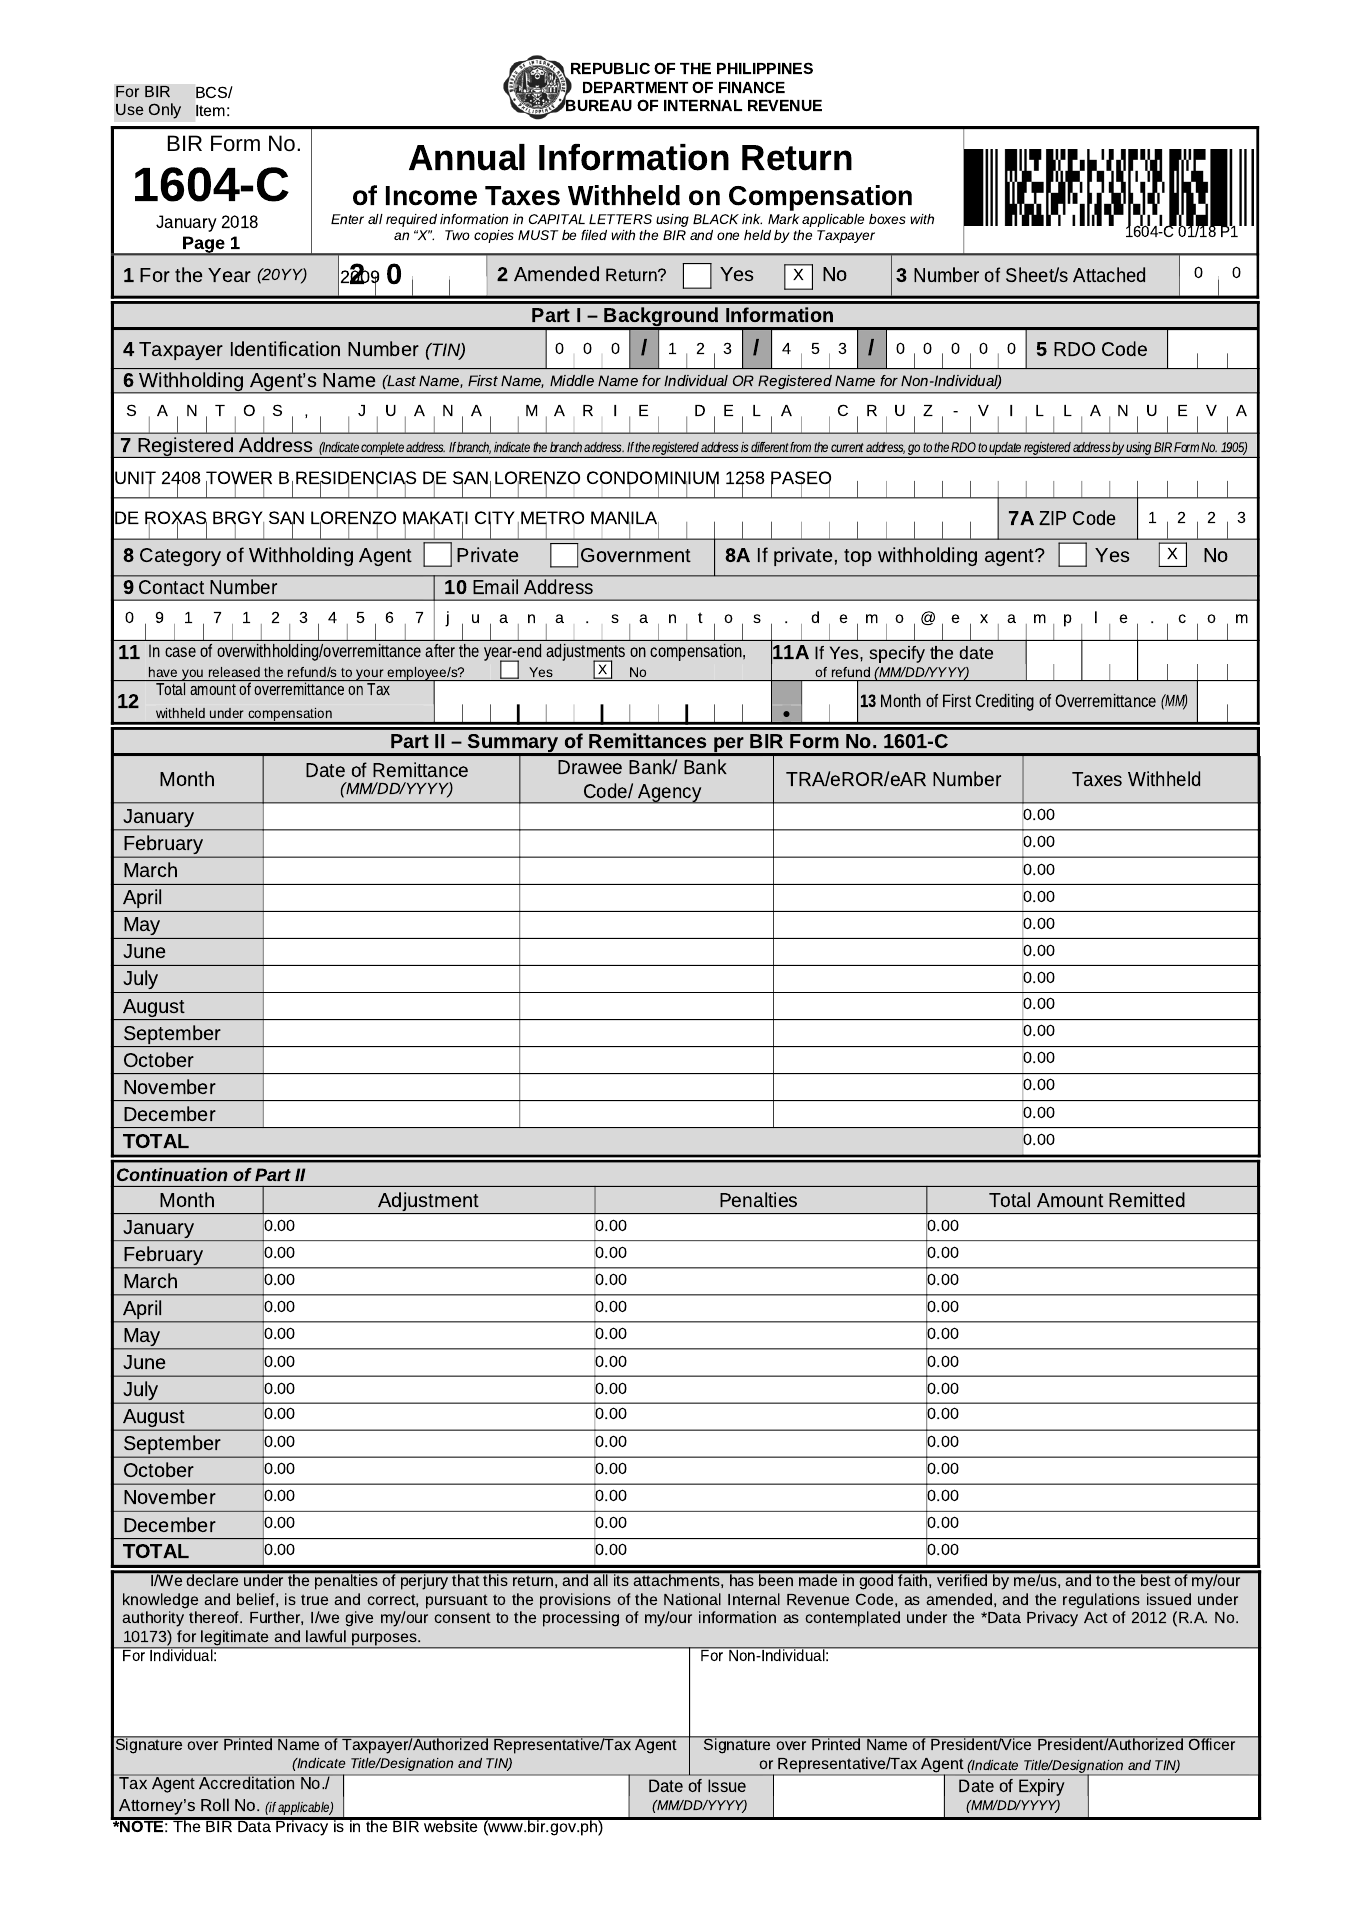 For BIR BCS/
Use Only Item:
REPUBLIC OF THE PHILIPPINES
DEPARTMENT OF FINANCE
BUREAU OF INTERNAL REVENUE
BIR Form No.
1604-C
January 2018
Page 1
Annual Information Return
of Income Taxes Withheld on Compensation
Enter all required information in CAPITAL LETTERS using BLACK ink. Mark applicable boxes with
an “X”. Two copies MUST be filed with the BIR and one held by the Taxpayer
1604-C 01/18 P1
1 For the Year (20YY) 2 0 2009 2 Amended Return? Yes X No 3 Number of Sheet/s Attached 0 0
Part I – Background Information
4 Taxpayer Identification Number (TIN) 0 0 0 / 1 2 3 / 4 5 3 / 0 0 0 0 0 5 RDO Code
6 Withholding Agent’s Name (Last Name, First Name, Middle Name for Individual OR Registered Name for Non-Individual)
S A N T O S , J U A N A M A R I E D E L A C R U Z - V I L L A N U E V A
7 Registered Address (Indicate complete address. If branch, indicate the branch address. If the registered address is different from the current address, go to the RDO to update registered address by using BIR Form No. 1905)
UNIT 2408 TOWER B RESIDENCIAS DE SAN LORENZO CONDOMINIUM 1258 PASEO
DE ROXAS BRGY SAN LORENZO MAKATI CITY METRO MANILA 7A ZIP Code 1 2 2 3
8 Category of Withholding Agent Private Government 8A If private, top withholding agent? Yes X No
9 Contact Number 10 Email Address
0 9 1 7 1 2 3 4 5 6 7 j u a n a . s a n t o s . d e m o @ e x a m p l e . c o m
11 In case of overwithholding/overremittance after the year-end adjustments on compensation,
have you released the refund/s to your employee/s? Yes X No
11A If Yes, specify the date
of refund (MM/DD/YYYY)
12 Total amount of overremittance on Tax
withheld under compensation
13 Month of First Crediting of Overremittance (MM)
Part II – Summary of Remittances per BIR Form No. 1601-C
Month Date of Remittance (MM/DD/YYYY) Drawee Bank/ Bank Code/ Agency TRA/eROR/eAR Number Taxes Withheld
January 0.00
February 0.00
March 0.00
April 0.00
May 0.00
June 0.00
July 0.00
August 0.00
September 0.00
October 0.00
November 0.00
December 0.00
TOTAL 0.00
Continuation of Part II
Month Adjustment Penalties Total Amount Remitted
January 0.00 0.00 0.00
February 0.00 0.00 0.00
March 0.00 0.00 0.00
April 0.00 0.00 0.00
May 0.00 0.00 0.00
June 0.00 0.00 0.00
July 0.00 0.00 0.00
August 0.00 0.00 0.00
September 0.00 0.00 0.00
October 0.00 0.00 0.00
November 0.00 0.00 0.00
December 0.00 0.00 0.00
TOTAL 0.00 0.00 0.00
I/We declare under the penalties of perjury that this return, and all its attachments, has been made in good faith, verified by me/us, and to the best of my/our
knowledge and belief, is true and correct, pursuant to the provisions of the National Internal Revenue Code, as amended, and the regulations issued under
authority thereof. Further, I/we give my/our consent to the processing of my/our information as contemplated under the *Data Privacy Act of 2012 (R.A. No.
10173) for legitimate and lawful purposes.
For Individual: For Non-Individual:
Signature over Printed Name of Taxpayer/Authorized Representative/Tax Agent
(Indicate Title/Designation and TIN)
Signature over Printed Name of President/Vice President/Authorized Officer
or Representative/Tax Agent (Indicate Title/Designation and TIN)
Tax Agent Accreditation No./
Attorney’s Roll No. (if applicable)
Date of Issue
(MM/DD/YYYY)
Date of Expiry
(MM/DD/YYYY)
*NOTE: The BIR Data Privacy is in the BIR website (www.bir.gov.ph)